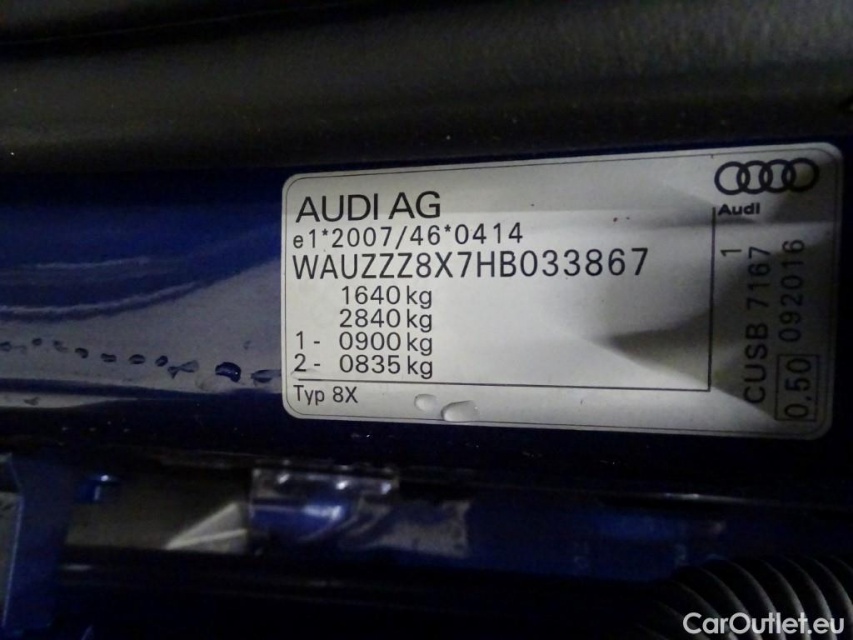 AUDI AG
e1*2007/46*0414
WAUZZZ8X7HB033867
1640 kg
2840 kg
1 - 0900 kg
2 - 0835 kg
Typ 8X
Audi
CUSB 7167 1
0,50 092016
CarOutlet.eu